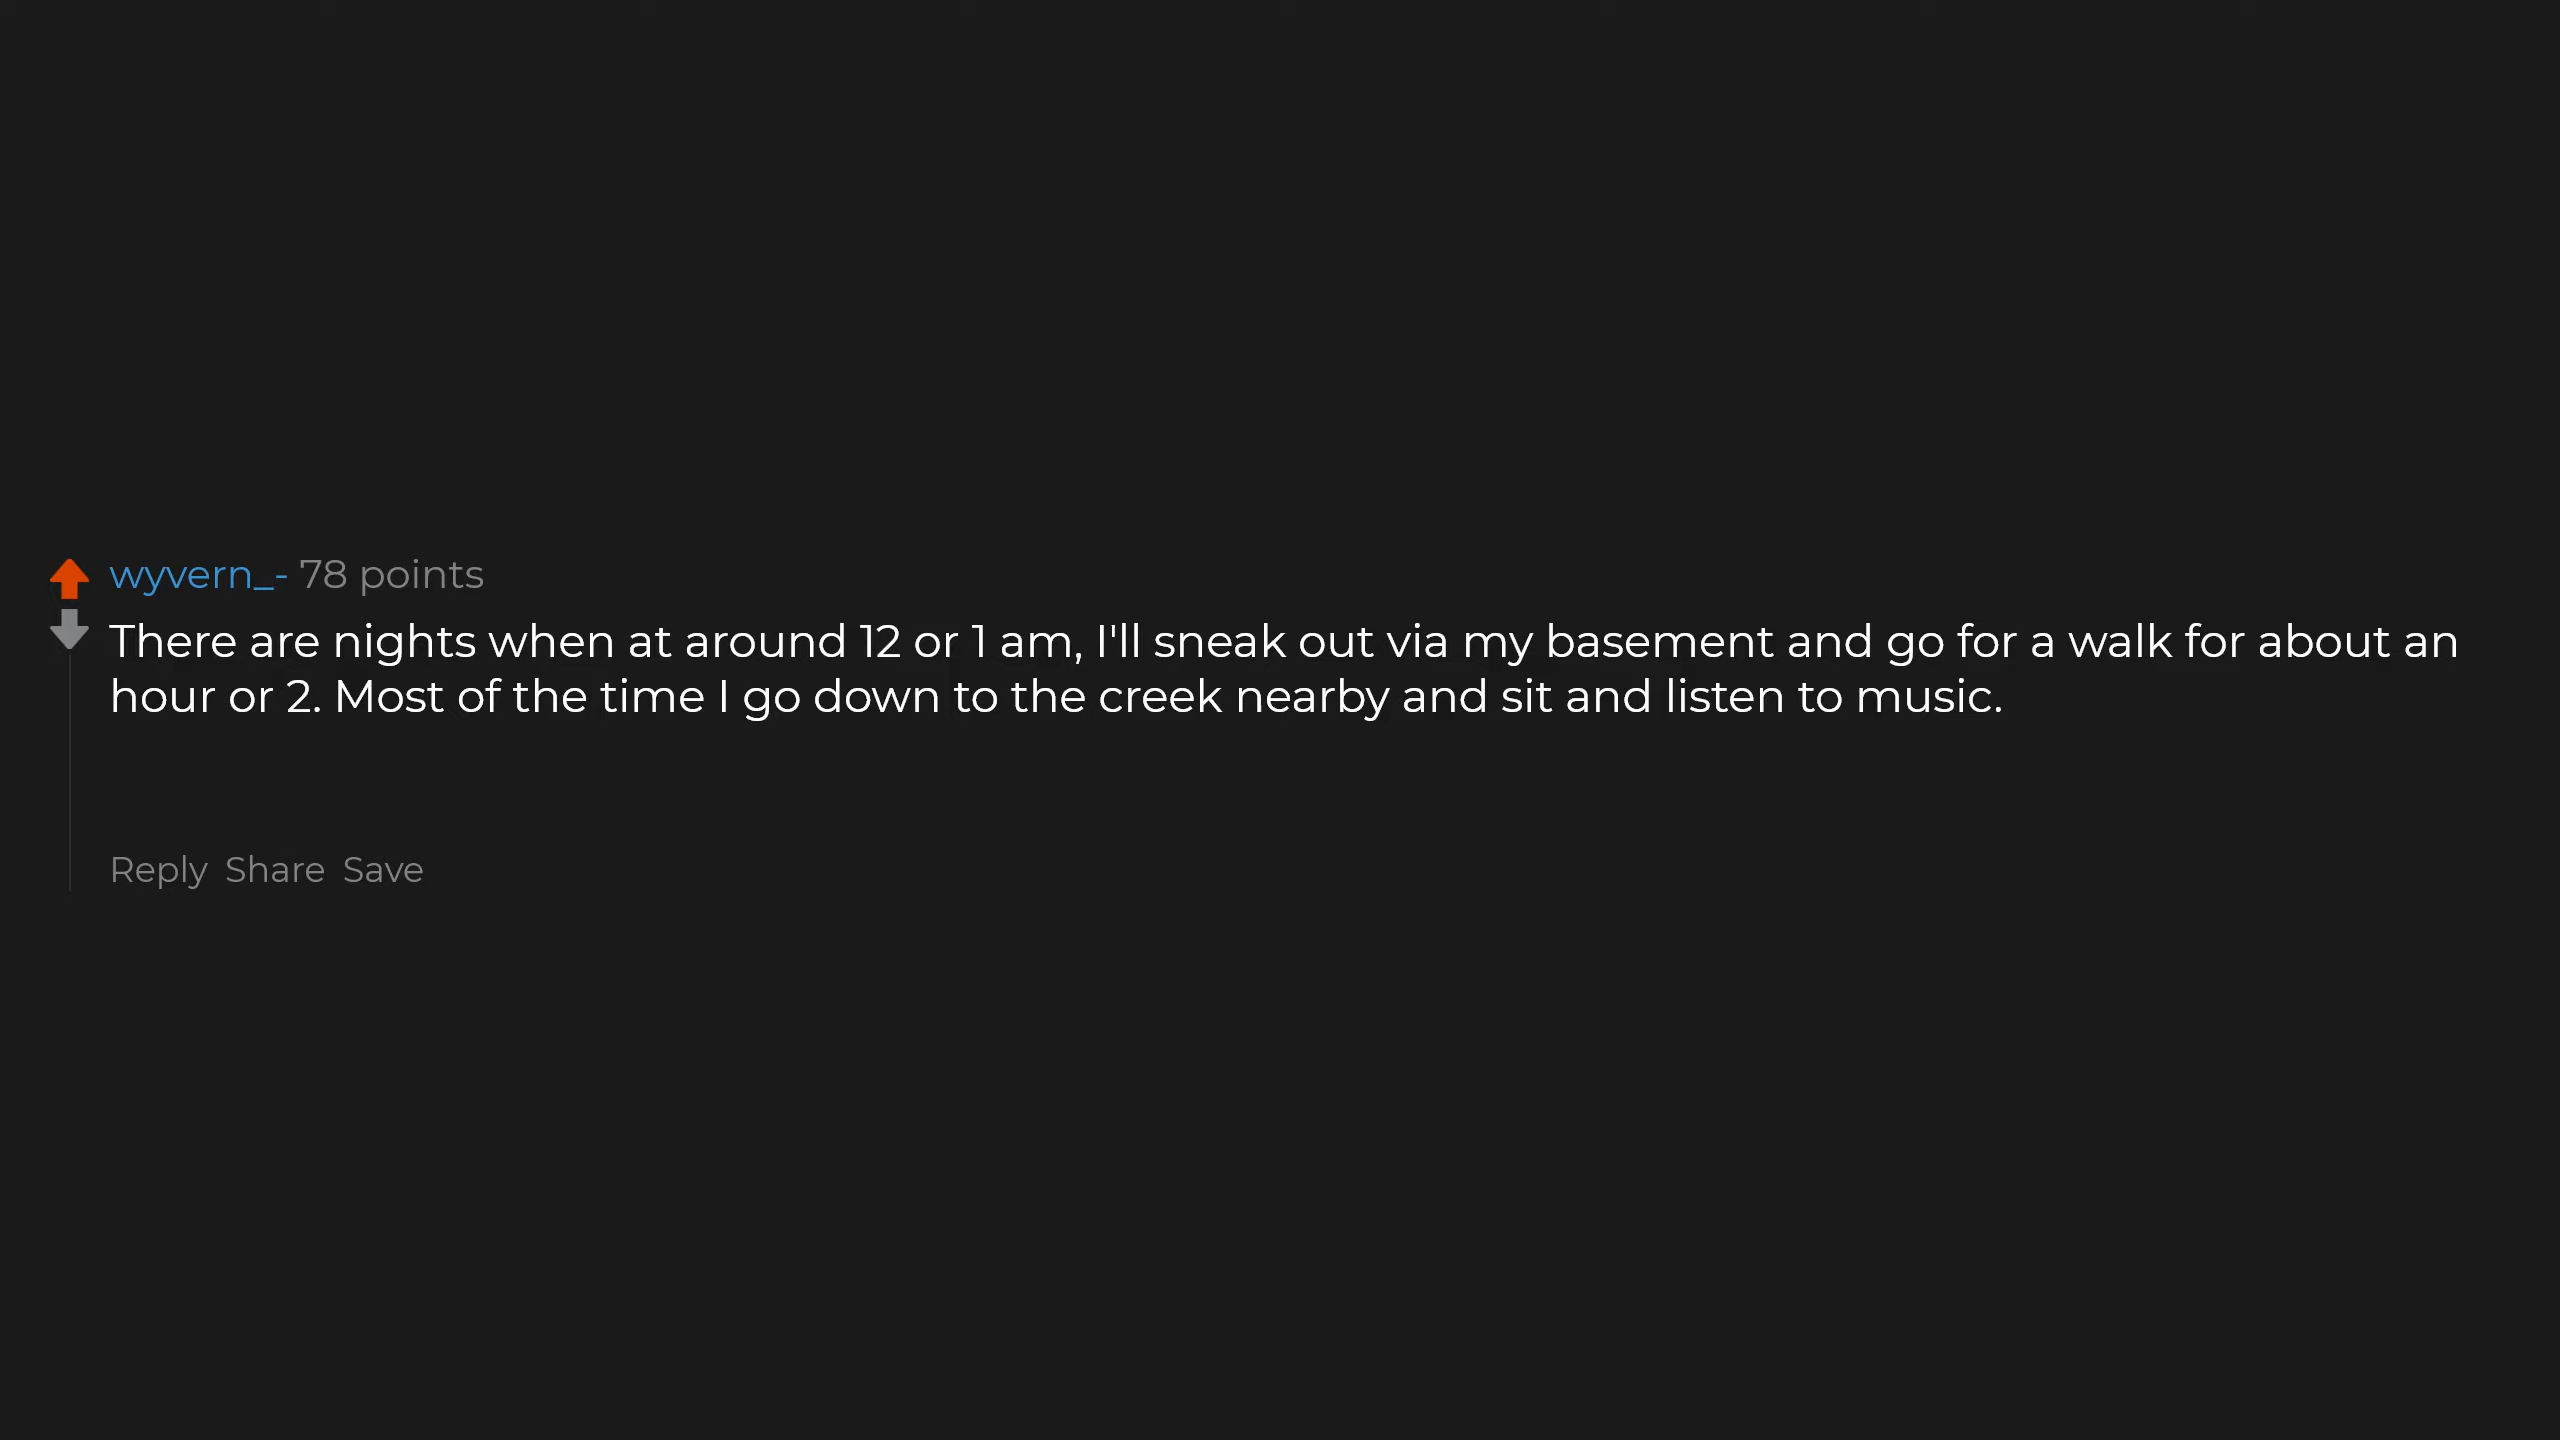 wyvern_- 78 points
There are nights when at around 12 or 1 am, I'll sneak out via my basement and go for a walk for about an
hour or 2. Most of the time I go down to the creek nearby and sit and listen to music.
Reply Share Save